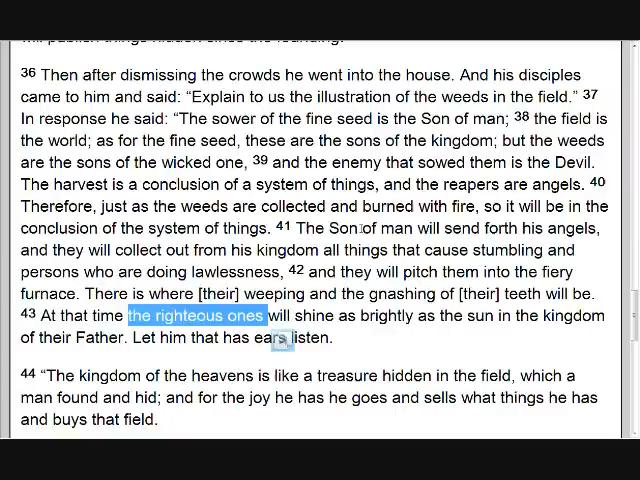 will publish things hidden since the founding.”
36 Then after dismissing the crowds he went into the house. And his disciples
came to him and said: “Explain to us the illustration of the weeds in the field.” 37
In response he said: “The sower of the fine seed is the Son of man; 38 the field is
the world; as for the fine seed, these are the sons of the kingdom; but the weeds
are the sons of the wicked one, 39 and the enemy that sowed them is the Devil.
The harvest is a conclusion of a system of things, and the reapers are angels. 40
Therefore, just as the weeds are collected and burned with fire, so it will be in the
conclusion of the system of things. 41 The Son of man will send forth his angels,
and they will collect out from his kingdom all things that cause stumbling and
persons who are doing lawlessness, 42 and they will pitch them into the fiery
furnace. There is where [their] weeping and the gnashing of [their] teeth will be.
43 At that time the righteous ones will shine as brightly as the sun in the kingdom
of their Father. Let him that has ears listen.
44 “The kingdom of the heavens is like a treasure hidden in the field, which a
man found and hid; and for the joy he has he goes and sells what things he has
and buys that field.